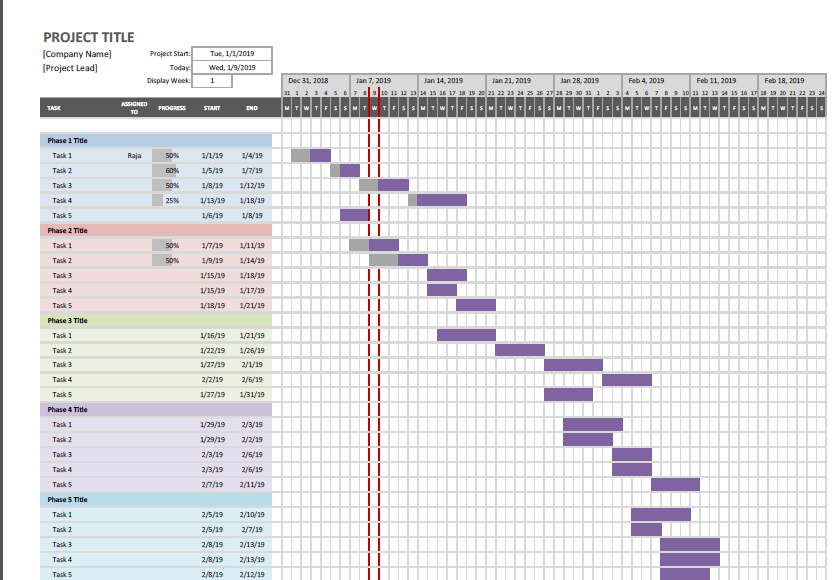 PROJECT TITLE
[Company Name] Project Start: Tue, 1/1/2019
[Project Lead] Today: Wed, 1/9/2019
Display Week: 1 Dec 31, 2018 Jan 7, 2019 Jan 14, 2019 Jan 21, 2019 Jan 28, 2019 Feb 4, 2019 Feb 11, 2019 Feb 18, 2019
31 1 2 3 4 5 6 7 8 9 10 11 12 13 14 15 16 17 18 19 20 21 22 23 24 25 26 27 28 29 30 31 1 2 3 4 5 6 7 8 9 10 11 12 13 14 15 16 17 18 19 20 21 22 23 24
TASK ASSIGNED TO PROGRESS START END M T W T F S S M T W T F S S M T W T F S S M T W T F S S M T W T F S S M T W T F S S M T W T F S S M T W T F S S
Phase 1 Title
Task 1 Raja 50% 1/1/19 1/4/19
Task 2 60% 1/5/19 1/7/19
Task 3 50% 1/8/19 1/12/19
Task 4 25% 1/13/19 1/18/19
Task 5 1/6/19 1/8/19
Phase 2 Title
Task 1 50% 1/7/19 1/11/19
Task 2 50% 1/9/19 1/14/19
Task 3 1/15/19 1/18/19
Task 4 1/15/19 1/17/19
Task 5 1/18/19 1/21/19
Phase 3 Title
Task 1 1/16/19 1/21/19
Task 2 1/22/19 1/26/19
Task 3 1/27/19 2/1/19
Task 4 2/2/19 2/6/19
Task 5 1/27/19 1/31/19
Phase 4 Title
Task 1 1/29/19 2/3/19
Task 2 1/29/19 2/2/19
Task 3 2/3/19 2/6/19
Task 4 2/3/19 2/6/19
Task 5 2/7/19 2/11/19
Phase 5 Title
Task 1 2/5/19 2/10/19
Task 2 2/5/19 2/7/19
Task 3 2/8/19 2/13/19
Task 4 2/8/19 2/13/19
Task 5 2/8/19 2/12/19